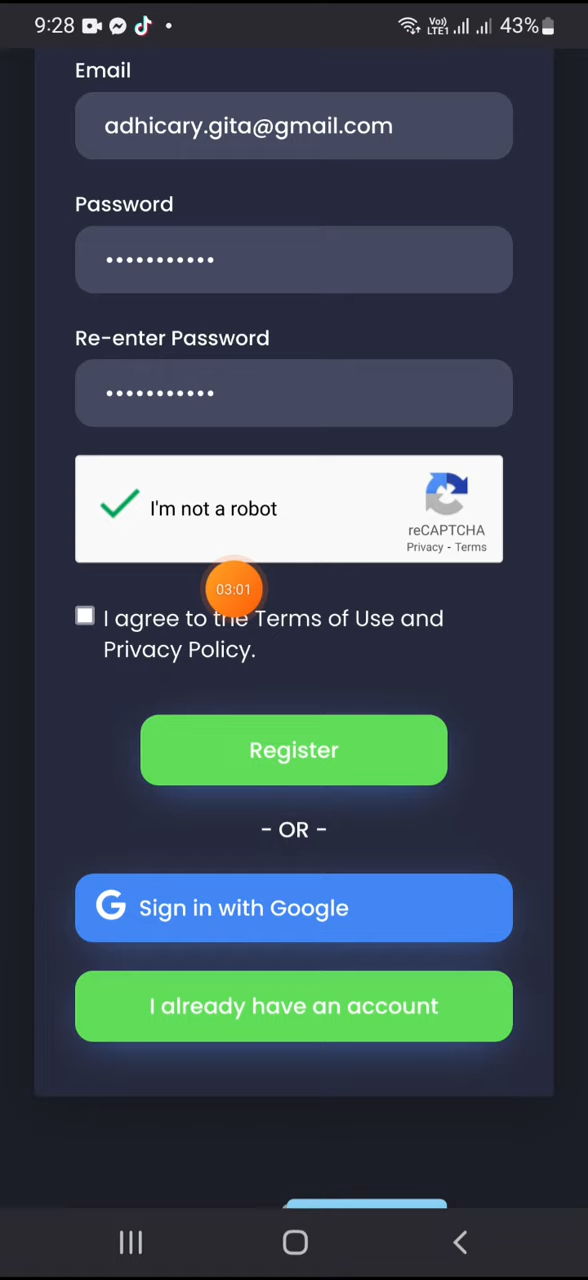 9:28
Vo)) LTE1 43%
Email
adhicary.gita@gmail.com
Password
•••••••••••
Re-enter Password
•••••••••••
I'm not a robot
reCAPTCHA
Privacy - Terms
03:01
I agree to the Terms of Use and
Privacy Policy.
Register
- OR -
G Sign in with Google
I already have an account